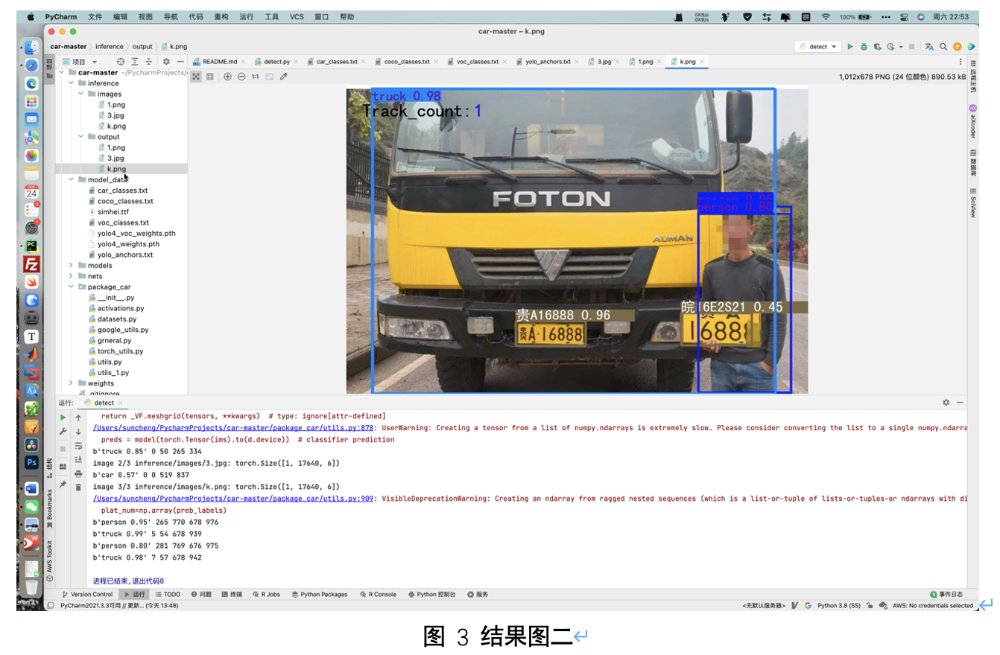 PyCharm 文件 编辑 视图 导航 代码 重构 运行 工具 VCS 窗口 帮助 0KB/s 0KB/s 100% 周六 22:53
car-master – k.png
car-master 〉 inference 〉 output 〉 k.png detect
项目 README.md detect.py car_classes.txt coco_classes.txt voc_classes.txt yolo_anchors.txt 3.jpg 1.png k.png
1:1 1,012x678 PNG (24 位颜色) 890.53 kB
car-master ~/PycharmProjects/
inference
images
1.png
3.jpg
k.png
output
1.png
3.jpg
k.png
model_data
car_classes.txt
coco_classes.txt
simhei.ttf
voc_classes.txt
yolo4_voc_weights.pth
yolo4_weights.pth
yolo_anchors.txt
models
nets
package_car
__init__.py
activations.py
datasets.py
google_utils.py
grneral.py
torch_utils.py
utils.py
utils_1.py
weights
.gitignore
truck 0.98
Track_count:1
FOTON
person 0.80
AUMAN
贵A16888 0.96
皖16E2S21 0.45
贵A·16888
贵A
16888
项目
结构
Bookmarks
AWS Toolkit
远程主机
aiXcoder
数据库
SciView
运行: detect
return _VF.meshgrid(tensors, **kwargs)  # type: ignore[attr-defined]
/Users/suncheng/PycharmProjects/car-master/package_car/utils.py:878: UserWarning: Creating a tensor from a list of numpy.ndarrays is extremely slow. Please consider converting the list to a single numpy.ndarra
preds = model(torch.Tensor(ims).to(d.device))  # classifier prediction
b'truck 0.85' 0 50 265 334
image 2/3 inference/images/3.jpg: torch.Size([1, 17640, 6])
b'car 0.57' 0 0 519 837
image 3/3 inference/images/k.png: torch.Size([1, 17640, 6])
/Users/suncheng/PycharmProjects/car-master/package_car/utils.py:909: VisibleDeprecationWarning: Creating an ndarray from ragged nested sequences (which is a list-or-tuple of lists-or-tuples-or ndarrays with di
plat_num=np.array(preb_labels)
b'person 0.95' 265 770 678 976
b'truck 0.99' 5 54 678 939
b'person 0.80' 281 769 676 975
b'truck 0.98' 7 57 678 942
进程已结束,退出代码0
Version Control 运行 TODO 问题 终端 R Jobs Python Packages R Console Python 控制台 服务 1 事件日志
PyCharm2021.3.3可用 // 更新... (今天 13:48) <无默认服务器> Python 3.8 (SS) AWS: No credentials selected
图 3 结果图二